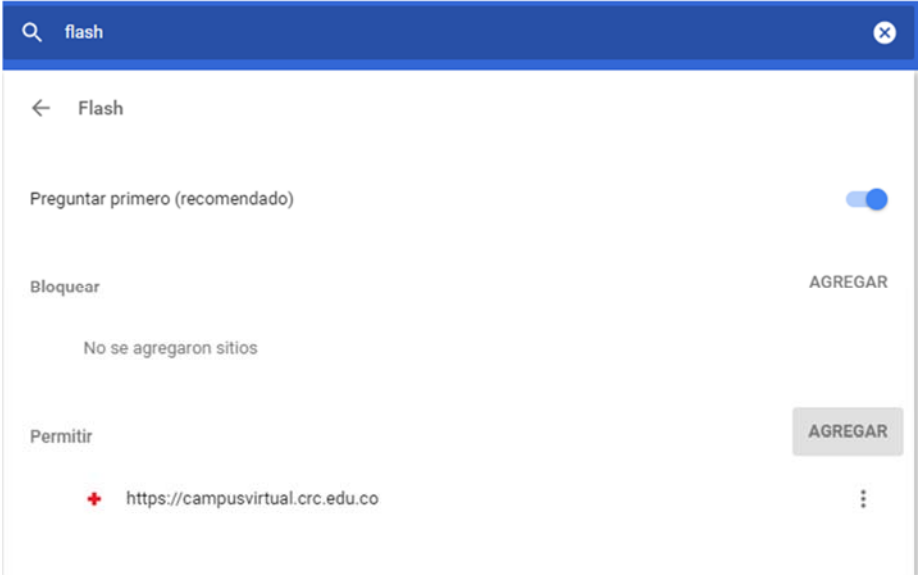 flash
Flash
Preguntar primero (recomendado)
Bloquear
AGREGAR
No se agregaron sitios
Permitir
AGREGAR
https://campusvirtual.crc.edu.co